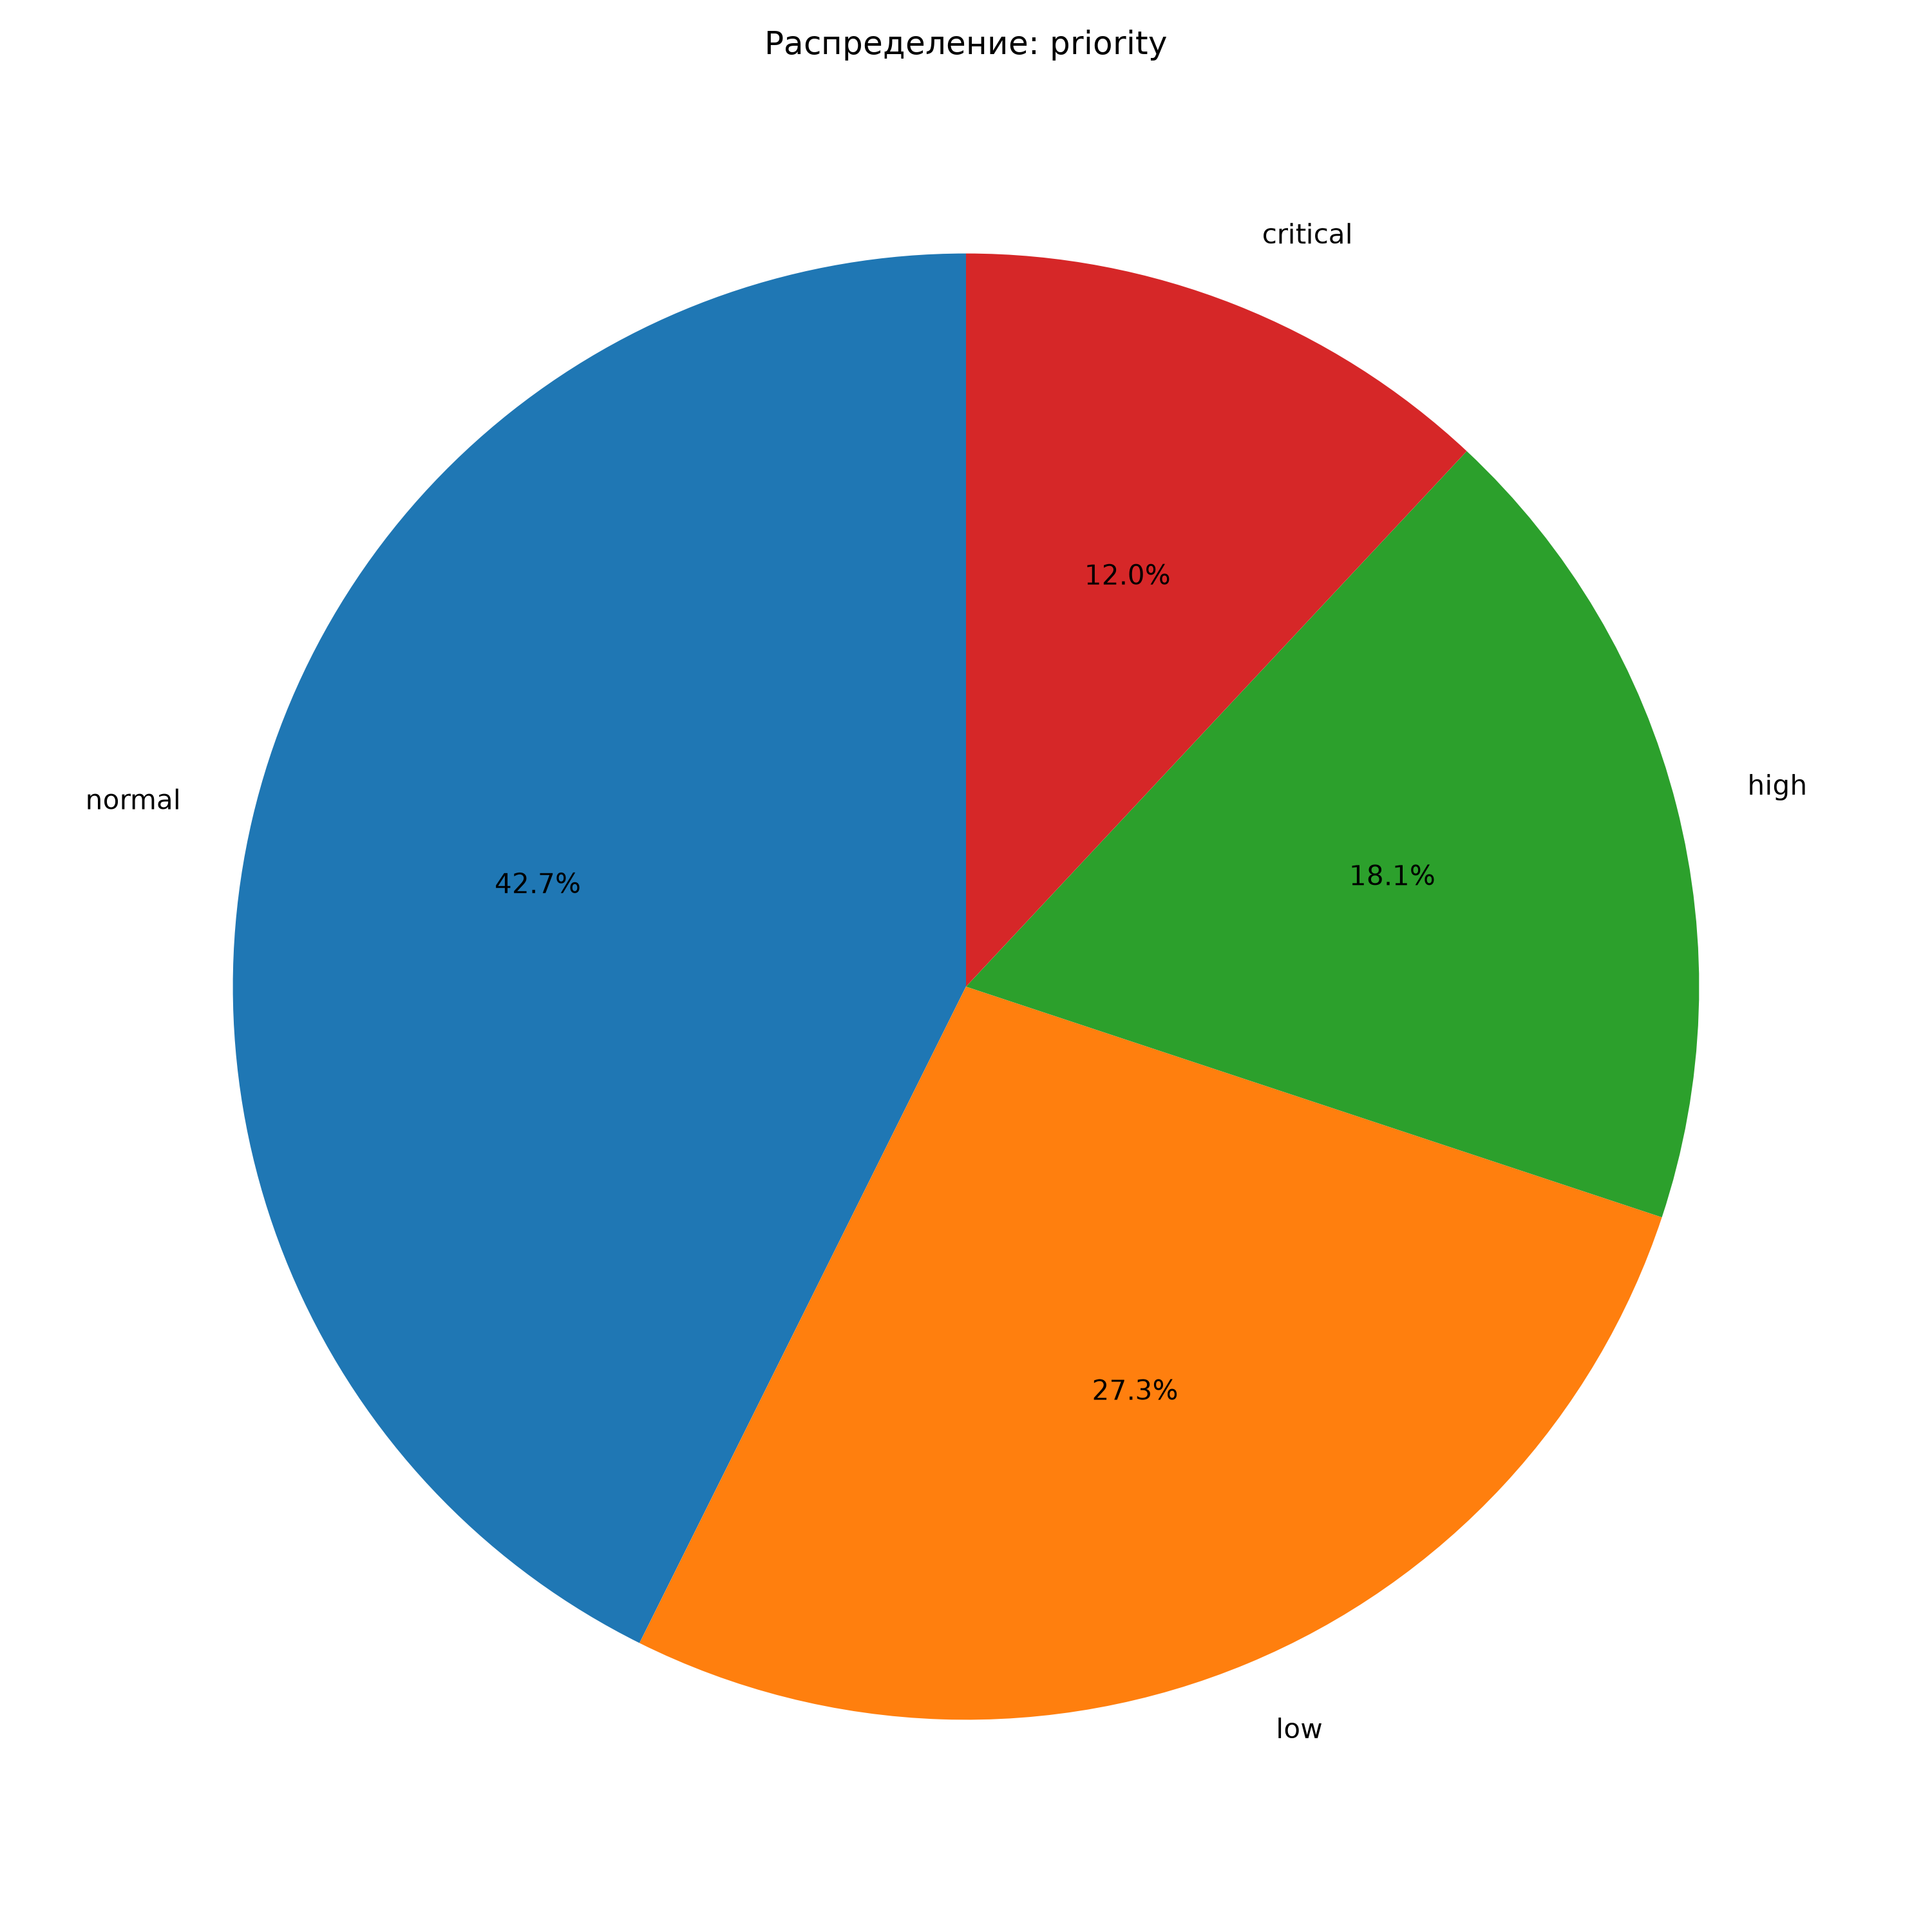 Распределение: priority
critical
12.0%
high
18.1%
normal
42.7%
27.3%
low